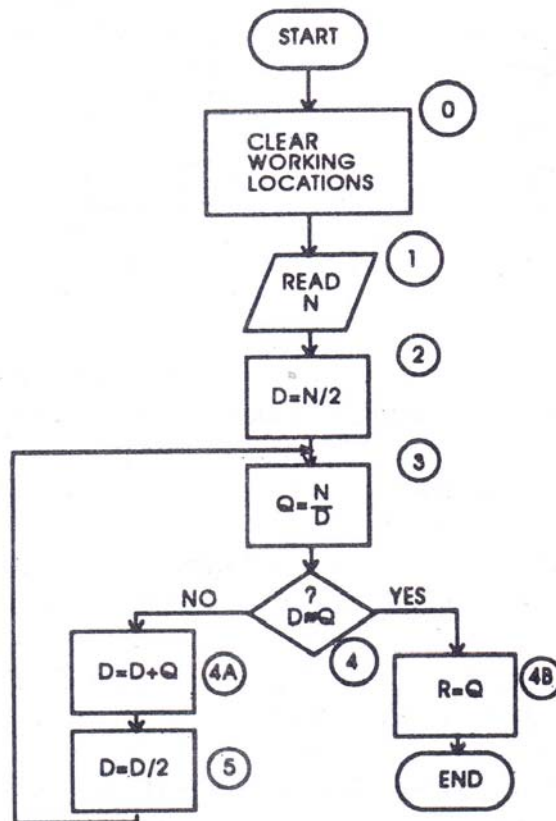 START
0
CLEAR
WORKING
LOCATIONS
1
READ
N
2
D=N/2
3
Q=N/D
?
D≈Q
NO
YES
4
D=D+Q
4A
R=Q
4B
D=D/2
5
END